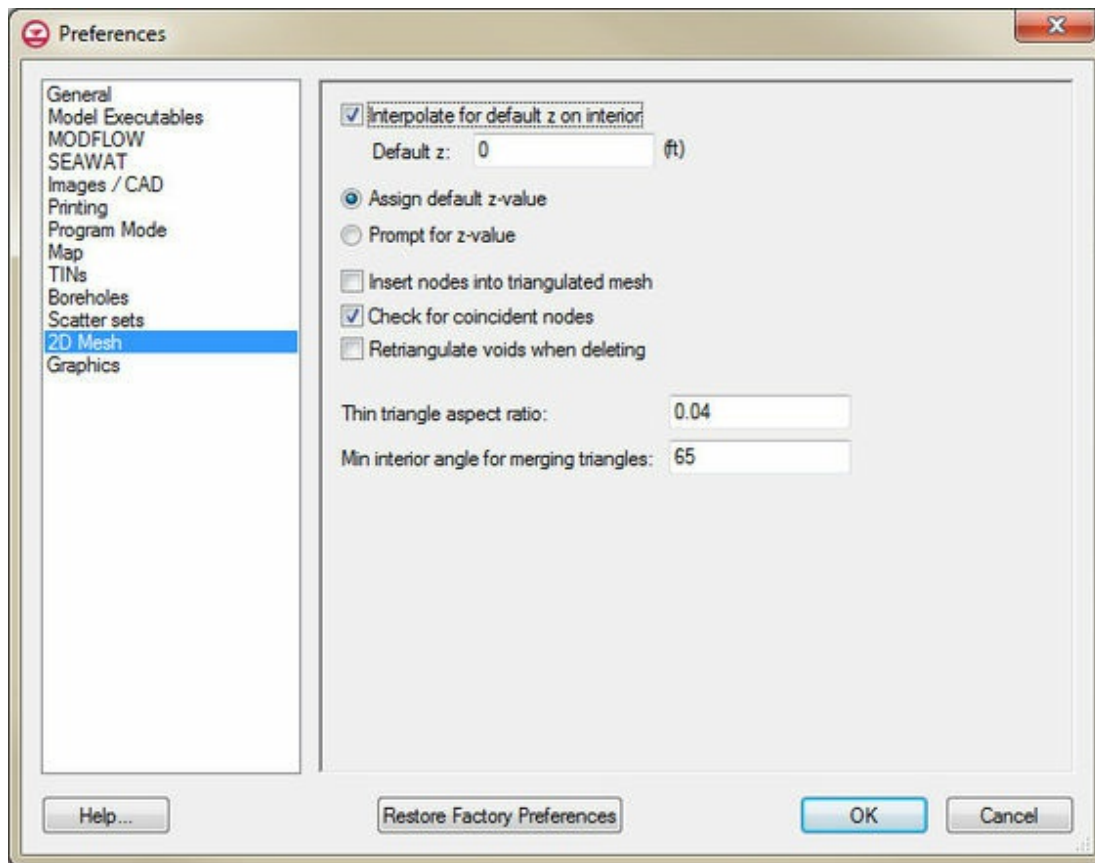 Preferences
General
Model Executables
MODFLOW
SEAWAT
Images / CAD
Printing
Program Mode
Map
TINs
Boreholes
Scatter sets
2D Mesh
Graphics
Interpolate for default z on interior
Default z: 0 (ft)
Assign default z-value
Prompt for z-value
Insert nodes into triangulated mesh
Check for coincident nodes
Retriangulate voids when deleting
Thin triangle aspect ratio: 0.04
Min interior angle for merging triangles: 65
Help... Restore Factory Preferences OK Cancel